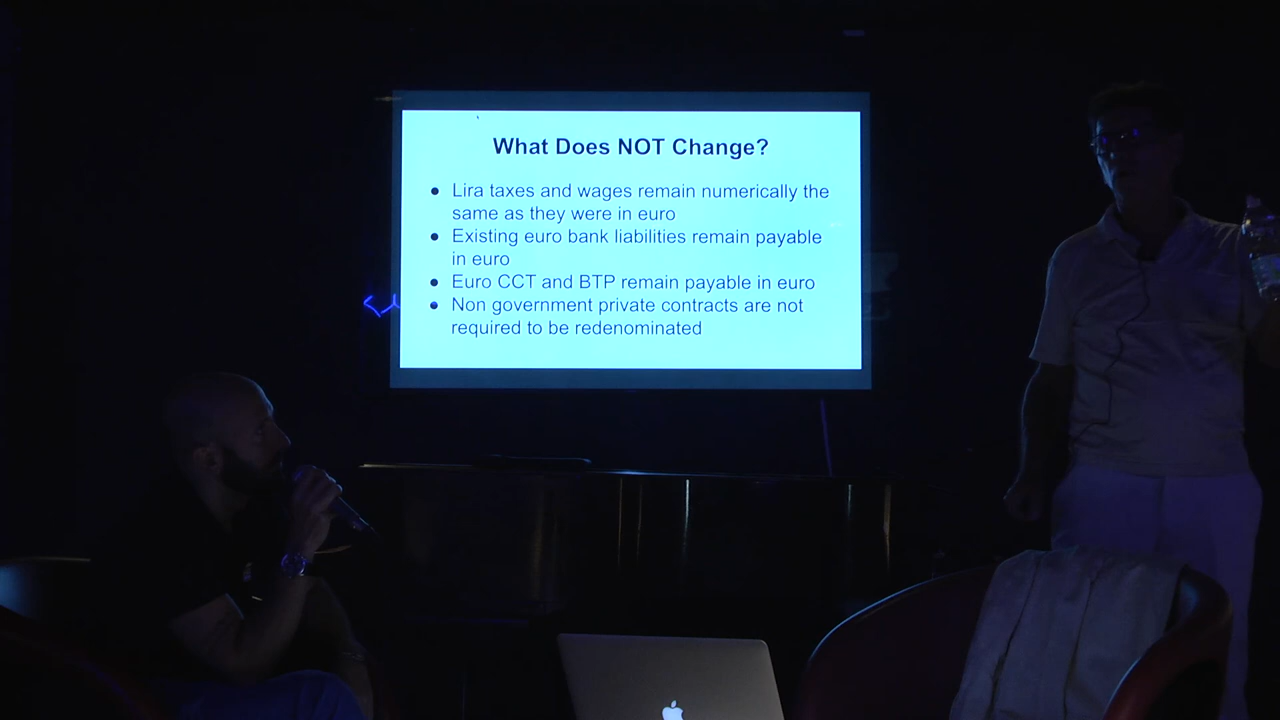 What Does NOT Change?
● Lira taxes and wages remain numerically the
same as they were in euro
● Existing euro bank liabilities remain payable
in euro
● Euro CCT and BTP remain payable in euro
● Non government private contracts are not
required to be redenominated